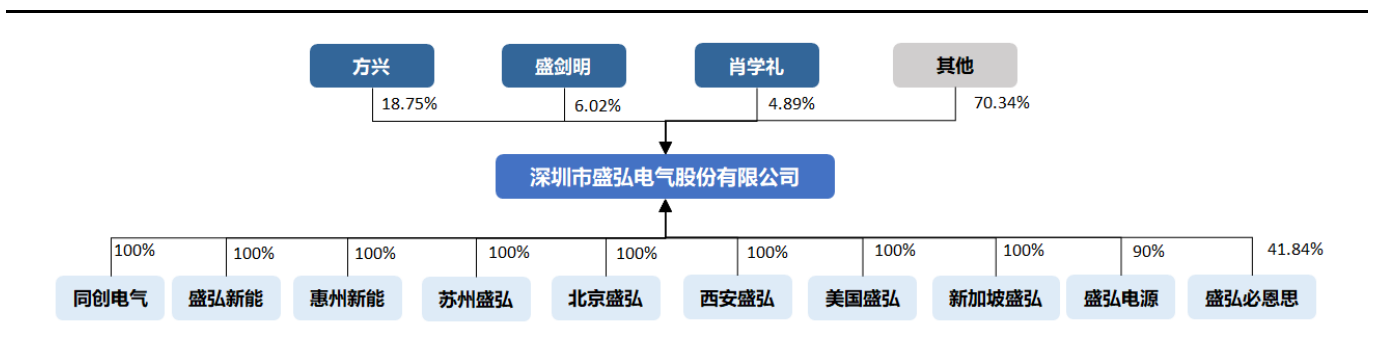 方兴 盛剑明 肖学礼 其他
18.75% 6.02% 4.89% 70.34%
深圳市盛弘电气股份有限公司
100% 100% 100% 100% 100% 100% 100% 100% 90% 41.84%
同创电气 盛弘新能 惠州新能 苏州盛弘 北京盛弘 西安盛弘 美国盛弘 新加坡盛弘 盛弘电源 盛弘必恩思